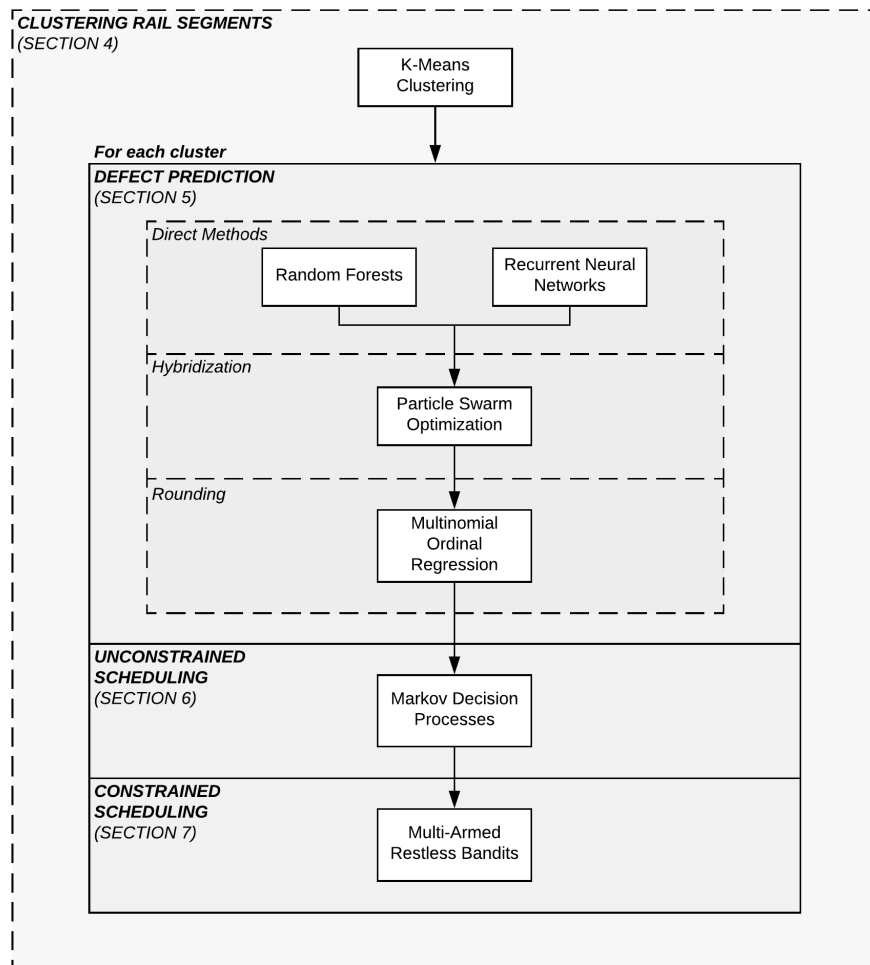 CLUSTERING RAIL SEGMENTS
(SECTION 4)
K-Means
Clustering
For each cluster
DEFECT PREDICTION
(SECTION 5)
Direct Methods
Random Forests
Recurrent Neural
Networks
Hybridization
Particle Swarm
Optimization
Rounding
Multinomial
Ordinal
Regression
UNCONSTRAINED
SCHEDULING
(SECTION 6)
Markov Decision
Processes
CONSTRAINED
SCHEDULING
(SECTION 7)
Multi-Armed
Restless Bandits